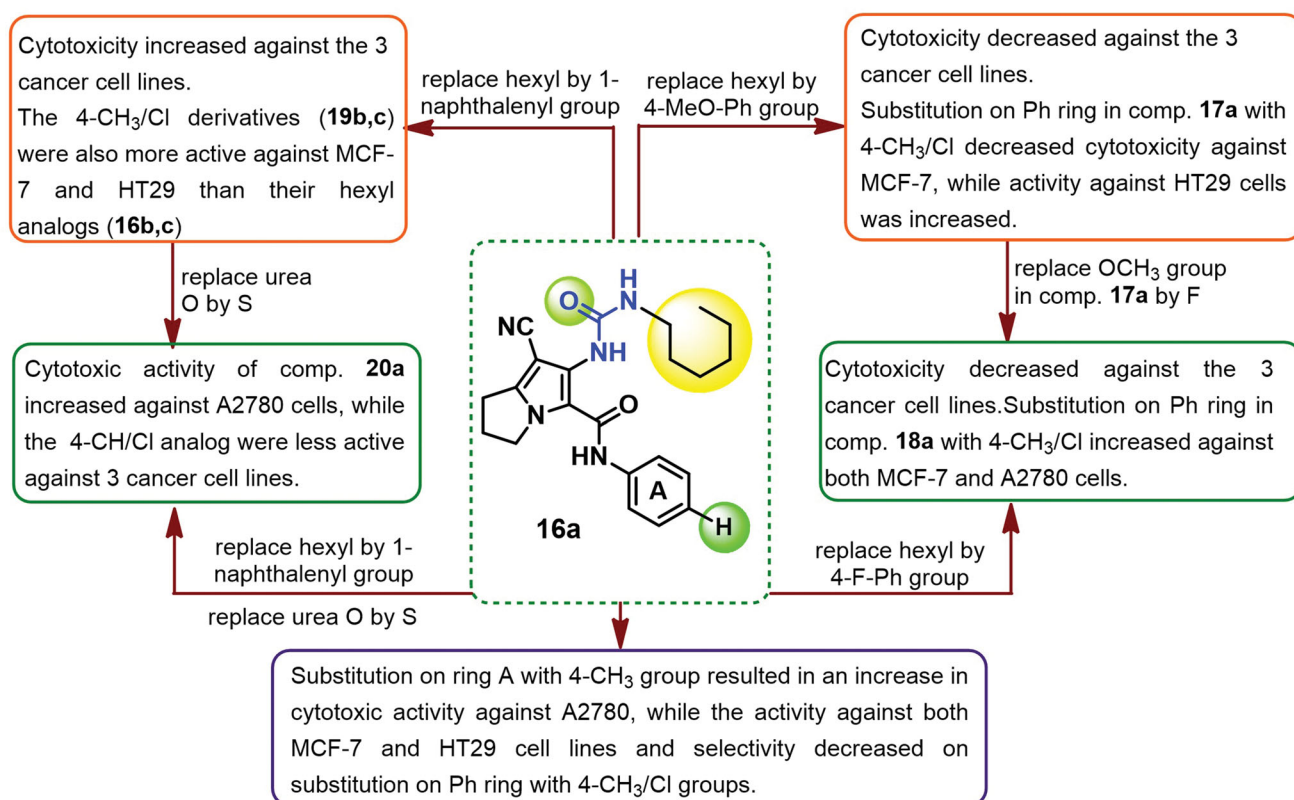 Cytotoxicity increased against the 3
cancer cell lines.
The 4-CH₃/Cl derivatives (19b,c)
were also more active against MCF-
7 and HT29 than their hexyl
analogs (16b,c)
replace hexyl by 1-
naphthalenyl group
replace hexyl by
4-MeO-Ph group
Cytotoxicity decreased against the 3
cancer cell lines.
Substitution on Ph ring in comp. 17a with
4-CH₃/Cl decreased cytotoxicity against
MCF-7, while activity against HT29 cells
was increased.
replace urea
O by S
replace OCH₃ group
in comp. 17a by F
Cytotoxic activity of comp. 20a
increased against A2780 cells, while
the 4-CH/Cl analog were less active
against 3 cancer cell lines.
H
N
O
CN
NH
N
O
HN
A
H
16a
Cytotoxicity decreased against the 3
cancer cell lines.Substitution on Ph ring in
comp. 18a with 4-CH₃/Cl increased against
both MCF-7 and A2780 cells.
replace hexyl by 1-
naphthalenyl group
replace urea O by S
replace hexyl by
4-F-Ph group
Substitution on ring A with 4-CH₃ group resulted in an increase in
cytotoxic activity against A2780, while the activity against both
MCF-7 and HT29 cell lines and selectivity decreased on
substitution on Ph ring with 4-CH₃/Cl groups.